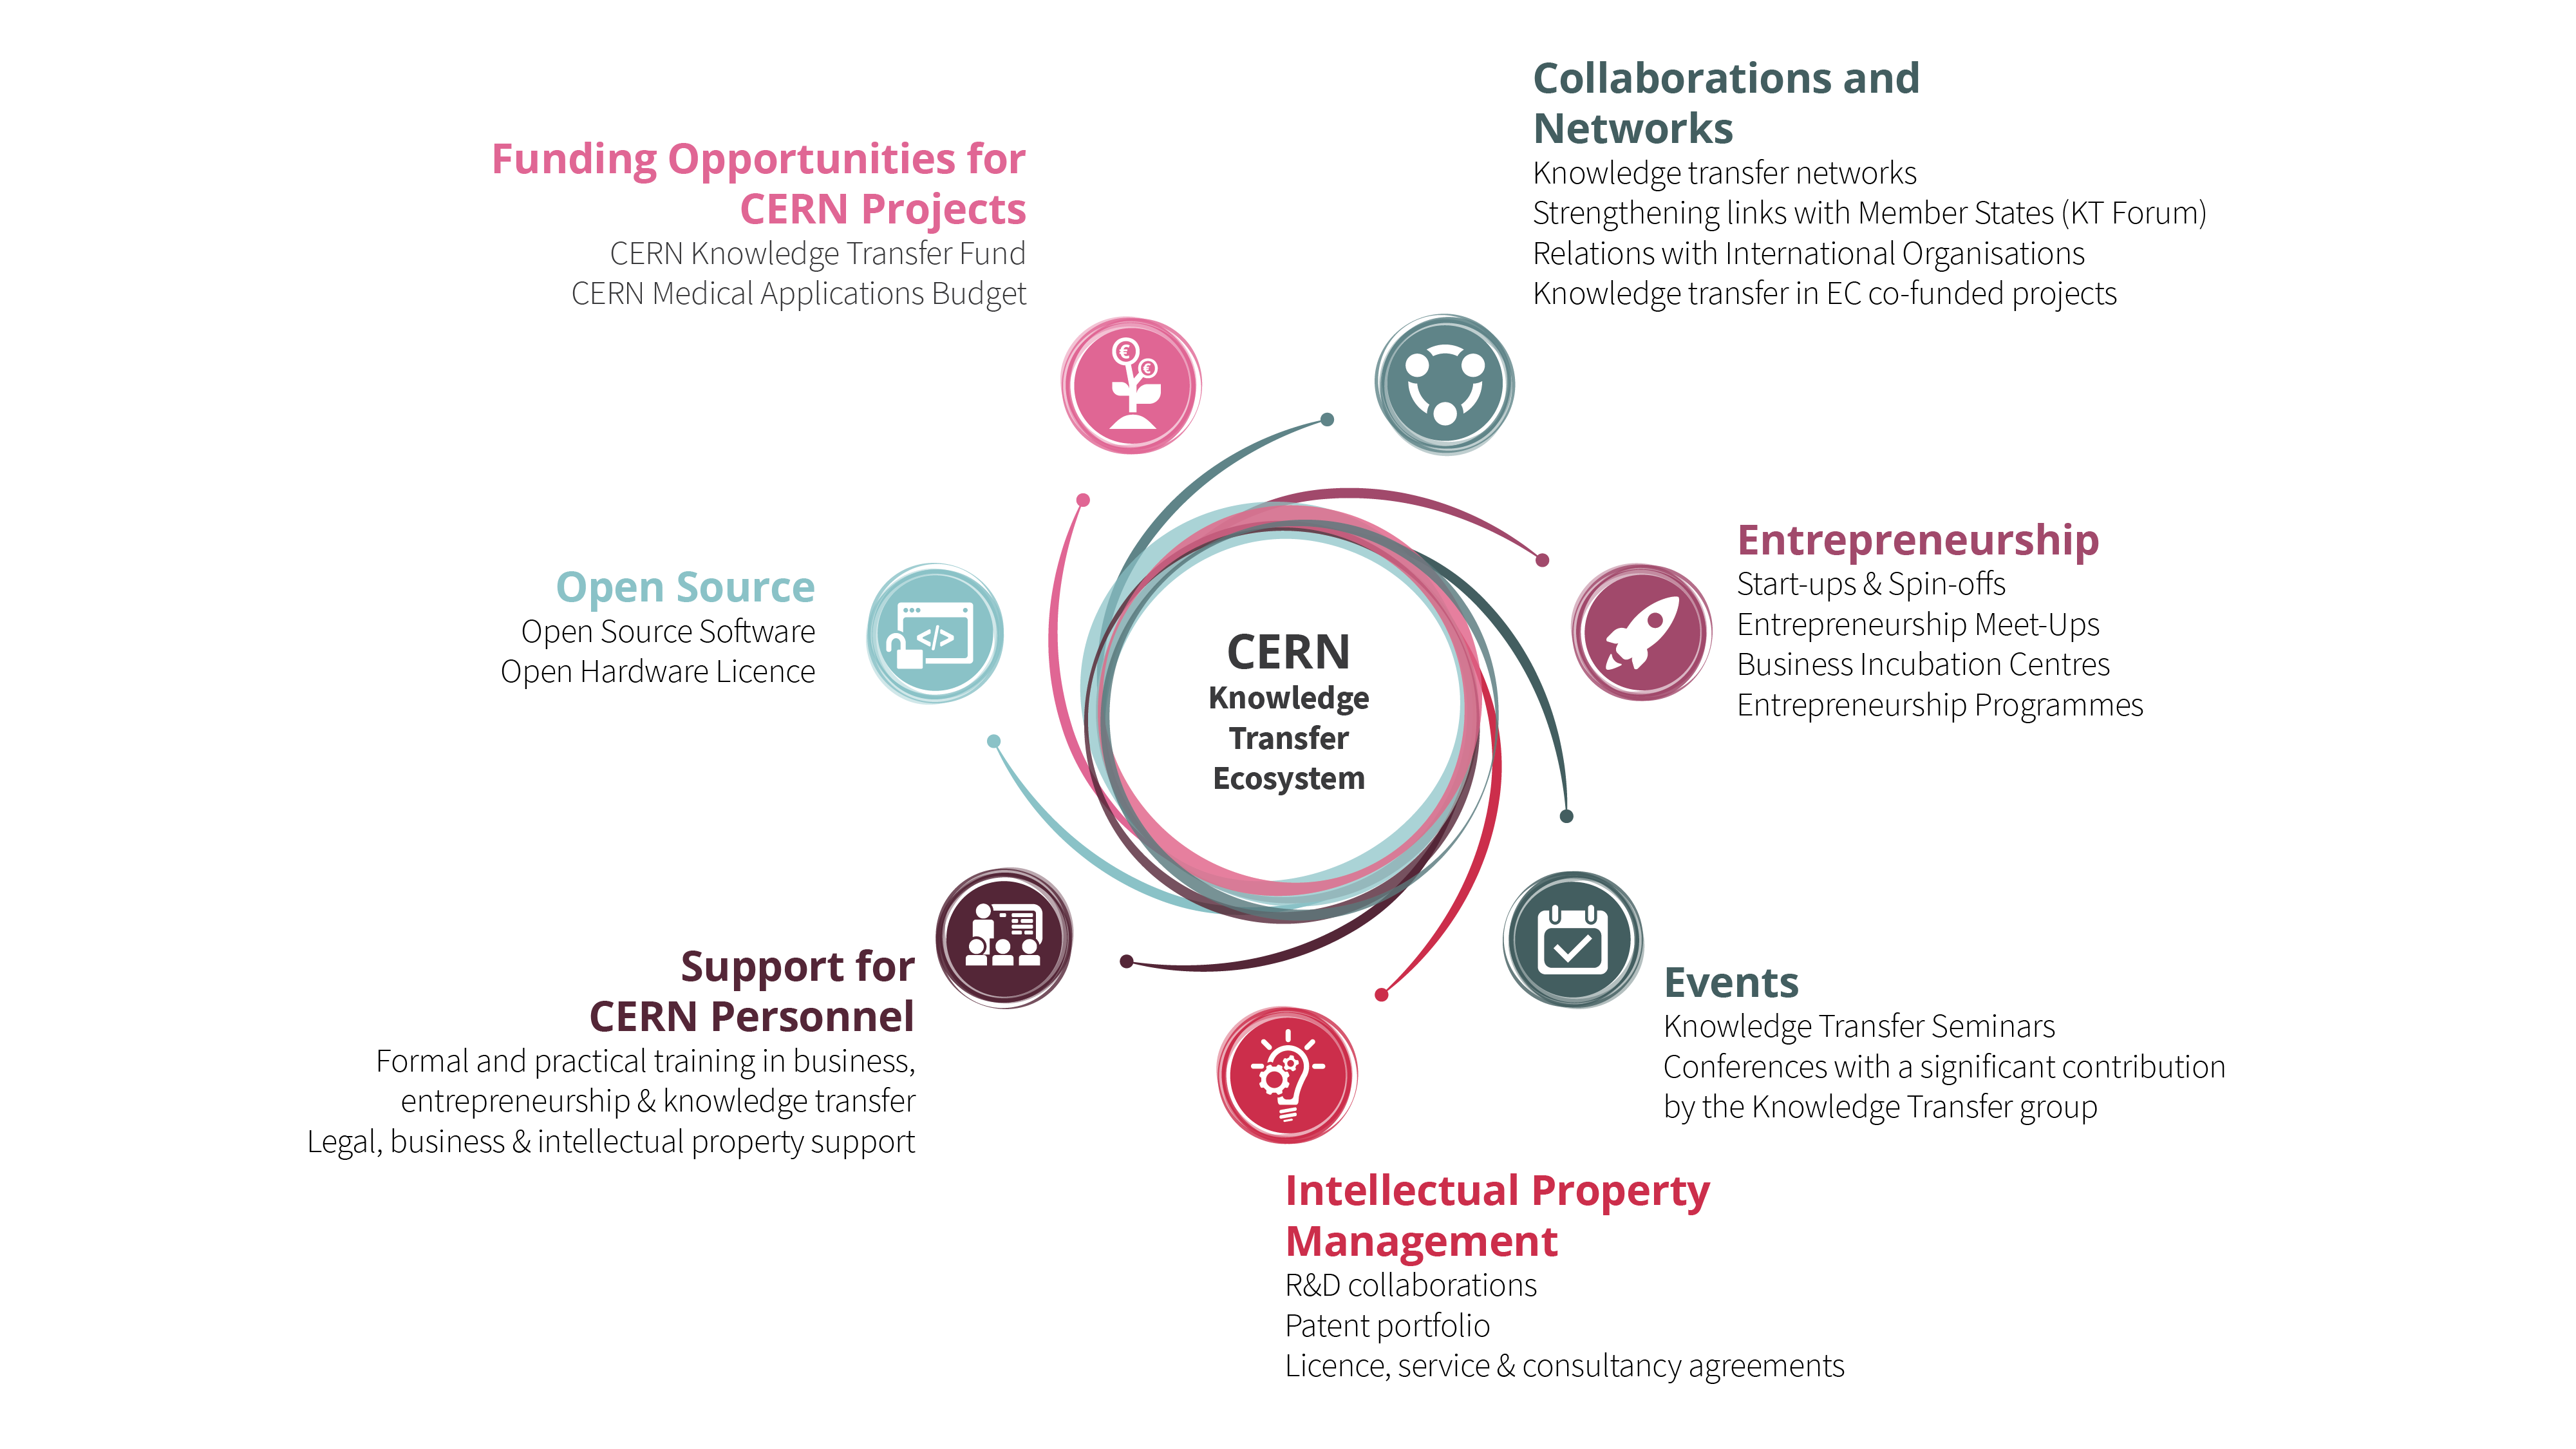 Collaborations and
Networks
Knowledge transfer networks
Strengthening links with Member States (KT Forum)
Relations with International Organisations
Knowledge transfer in EC co-funded projects
Funding Opportunities for
CERN Projects
CERN Knowledge Transfer Fund
CERN Medical Applications Budget
€
€
Entrepreneurship
Start-ups & Spin-offs
Entrepreneurship Meet-Ups
Business Incubation Centres
Entrepreneurship Programmes
Open Source
Open Source Software
Open Hardware Licence
</>
CERN
Knowledge
Transfer
Ecosystem
Support for
CERN Personnel
Formal and practical training in business,
entrepreneurship & knowledge transfer
Legal, business & intellectual property support
Events
Knowledge Transfer Seminars
Conferences with a significant contribution
by the Knowledge Transfer group
Intellectual Property
Management
R&D collaborations
Patent portfolio
Licence, service & consultancy agreements